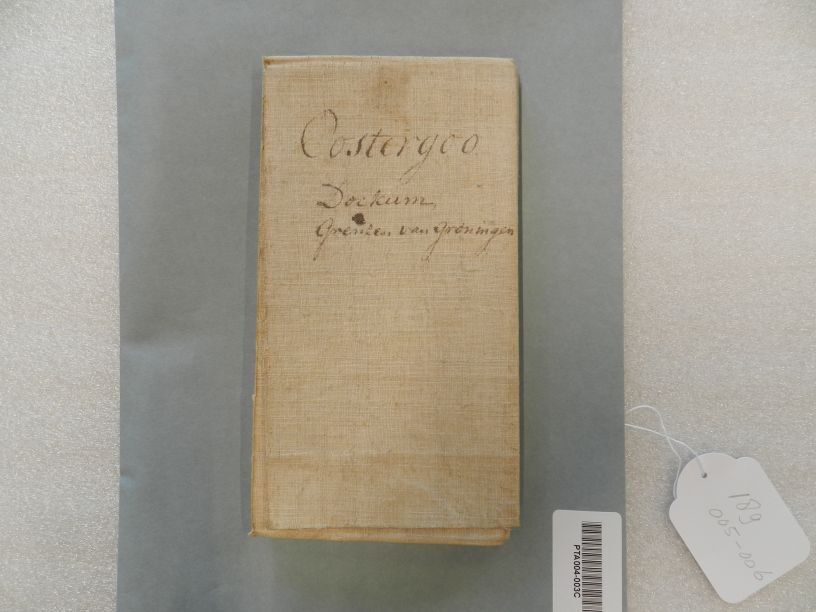 Oostergoo
Dockum,
Grenzen van Groningen
PTA004-003C
189
005-006